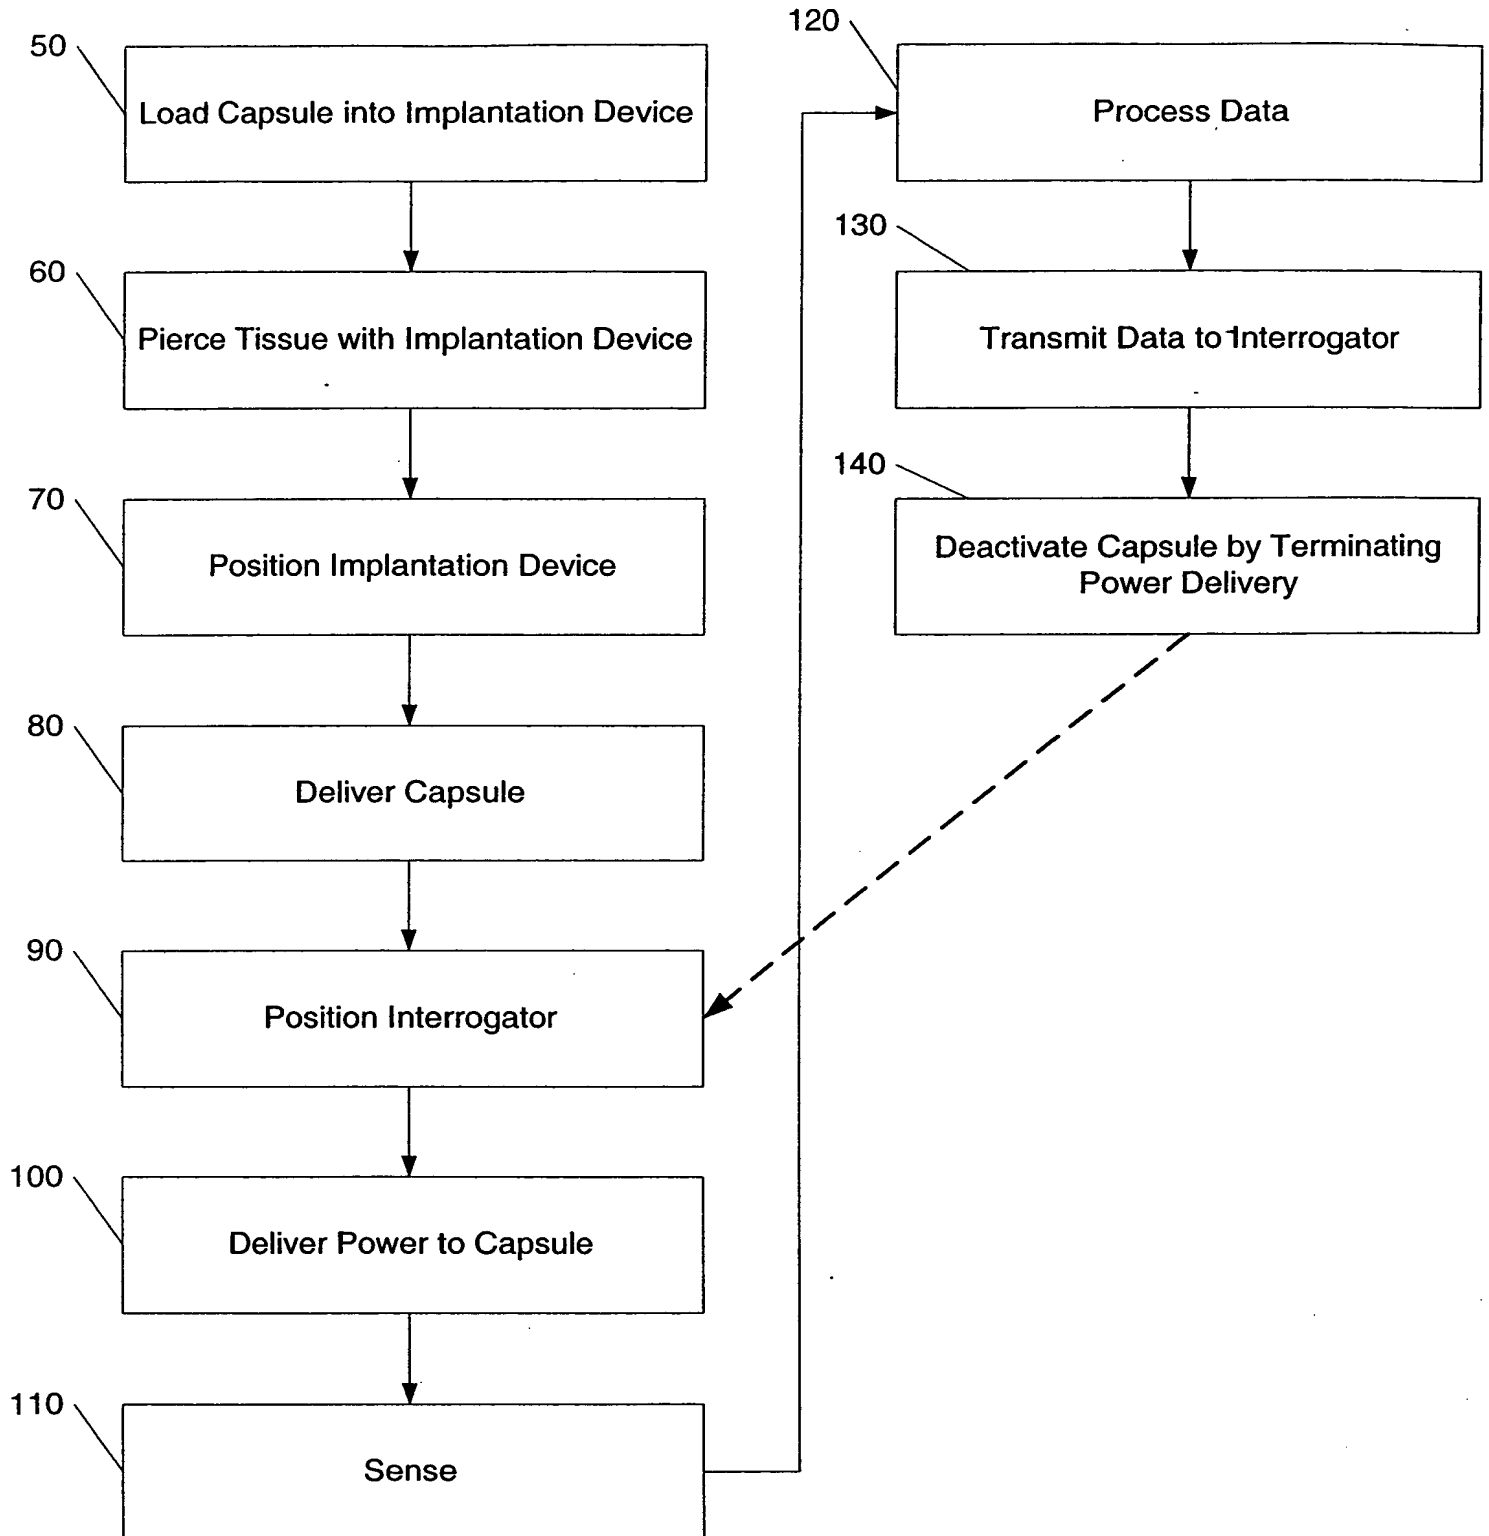 50
Load Capsule into Implantation Device
60
Pierce Tissue with Implantation Device
70
Position Implantation Device
80
Deliver Capsule
90
Position Interrogator
100
Deliver Power to Capsule
110
Sense
120
Process Data
130
Transmit Data to Interrogator
140
Deactivate Capsule by Terminating
Power Delivery